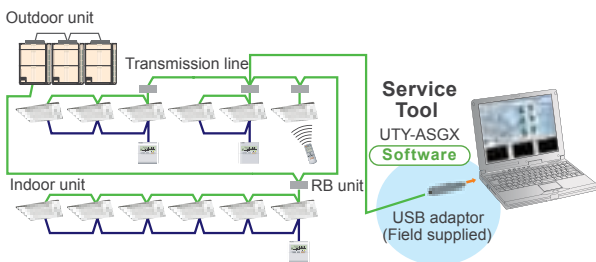 Outdoor unit
Transmission line
Service
Tool
UTY-ASGX
Software
Indoor unit
RB unit
USB adaptor
(Field supplied)